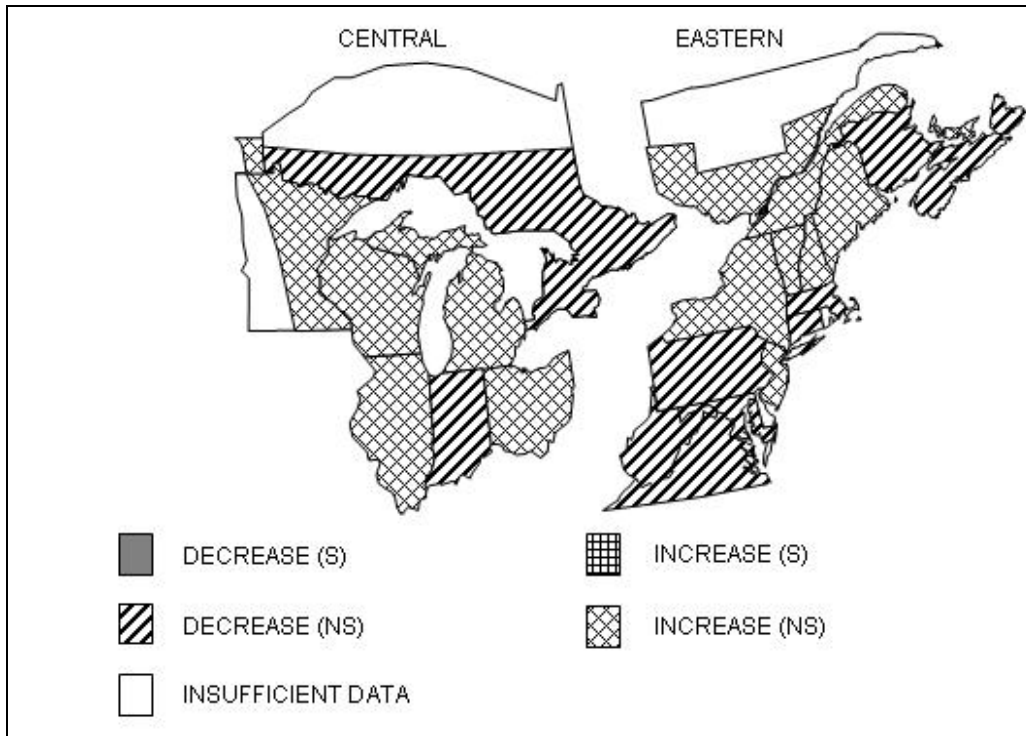 CENTRAL
EASTERN
DECREASE (S)
INCREASE (S)
DECREASE (NS)
INCREASE (NS)
INSUFFICIENT DATA